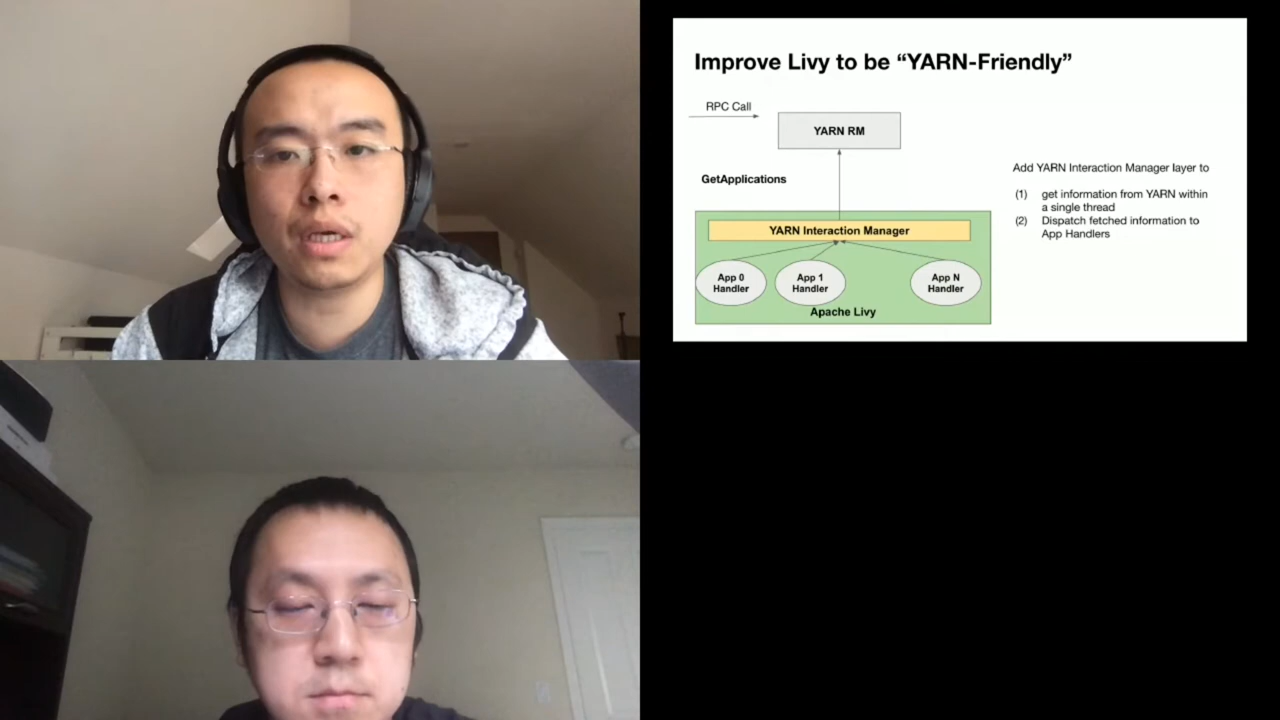 Improve Livy to be “YARN-Friendly”
RPC Call
YARN RM
GetApplications
Add YARN Interaction Manager layer to
(1) get information from YARN within
a single thread
(2) Dispatch fetched information to
App Handlers
YARN Interaction Manager
App 0
Handler
App 1
Handler
App N
Handler
Apache Livy